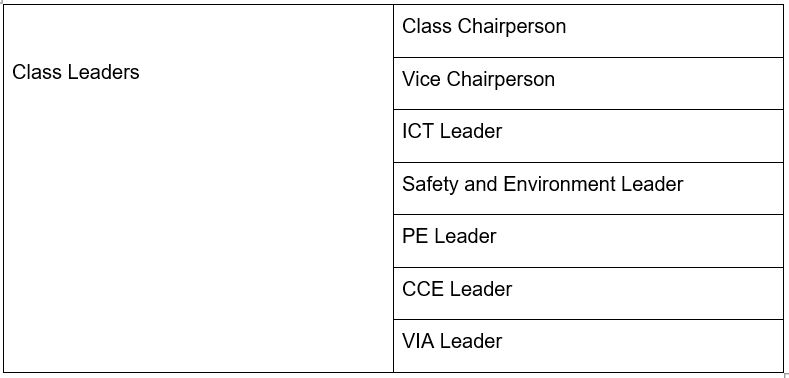 Class Leaders
Class Chairperson
Vice Chairperson
ICT Leader
Safety and Environment Leader
PE Leader
CCE Leader
VIA Leader